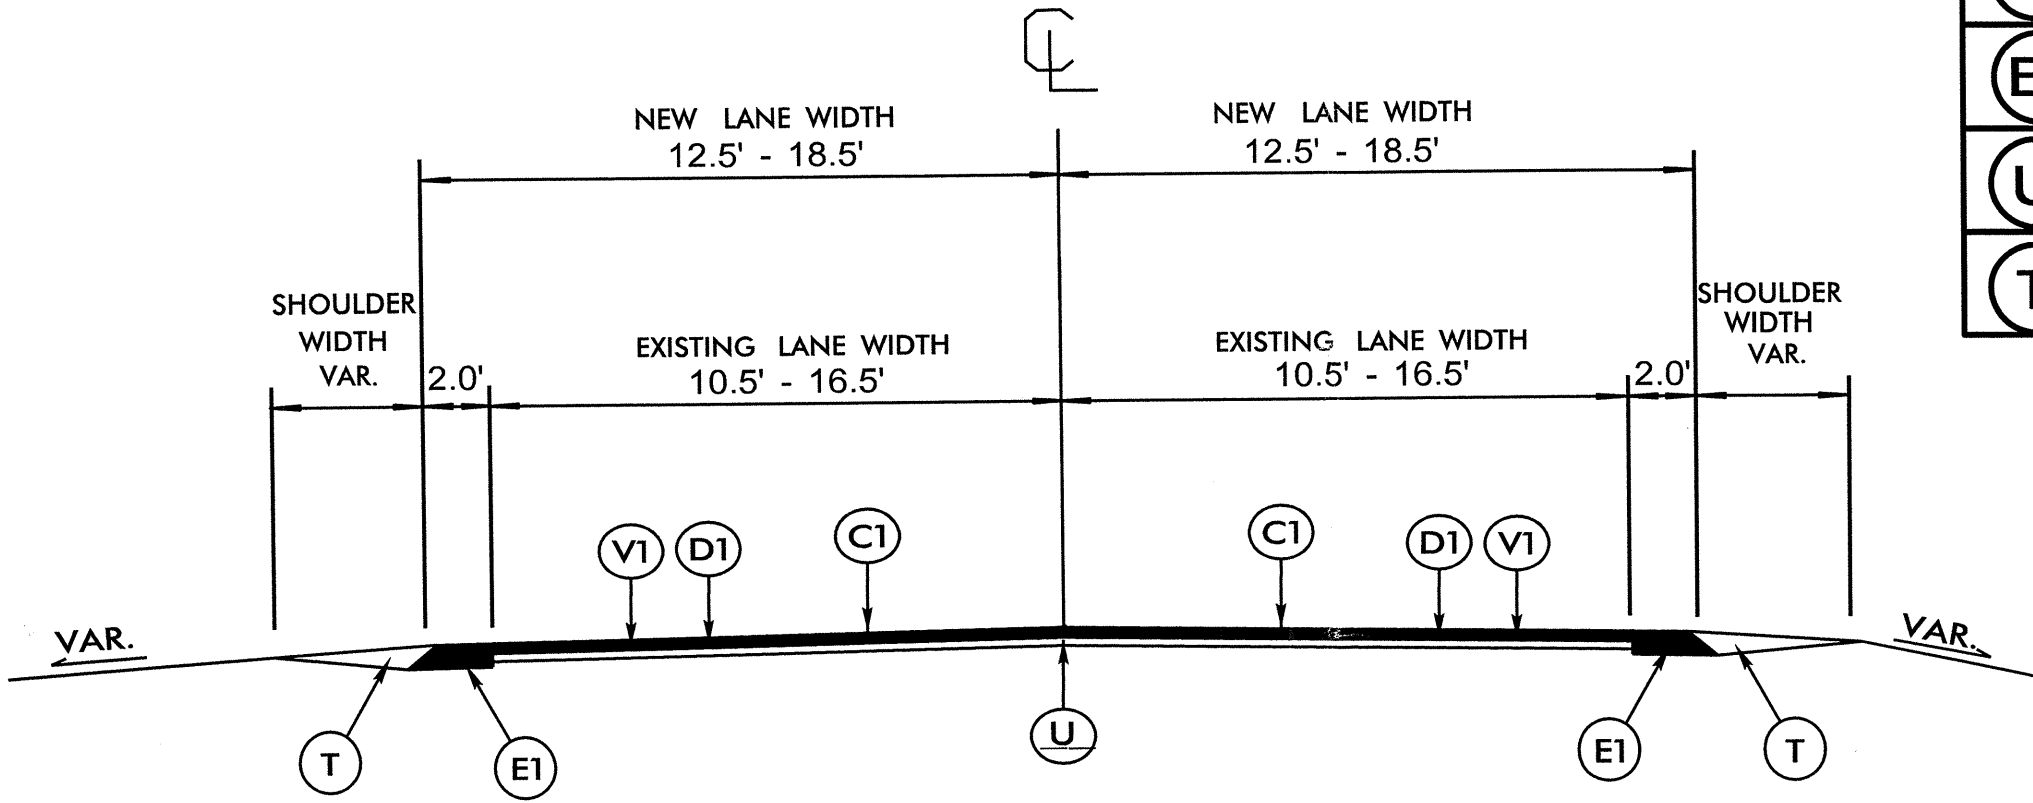 CL
NEW LANE WIDTH
12.5' - 18.5'
NEW LANE WIDTH
12.5' - 18.5'
SHOULDER
WIDTH
VAR.
2.0'
EXISTING LANE WIDTH
10.5' - 16.5'
EXISTING LANE WIDTH
10.5' - 16.5'
2.0'
SHOULDER
WIDTH
VAR.
E
U
T
V1
D1
C1
C1
D1
V1
VAR.
VAR.
T
E1
U
E1
T